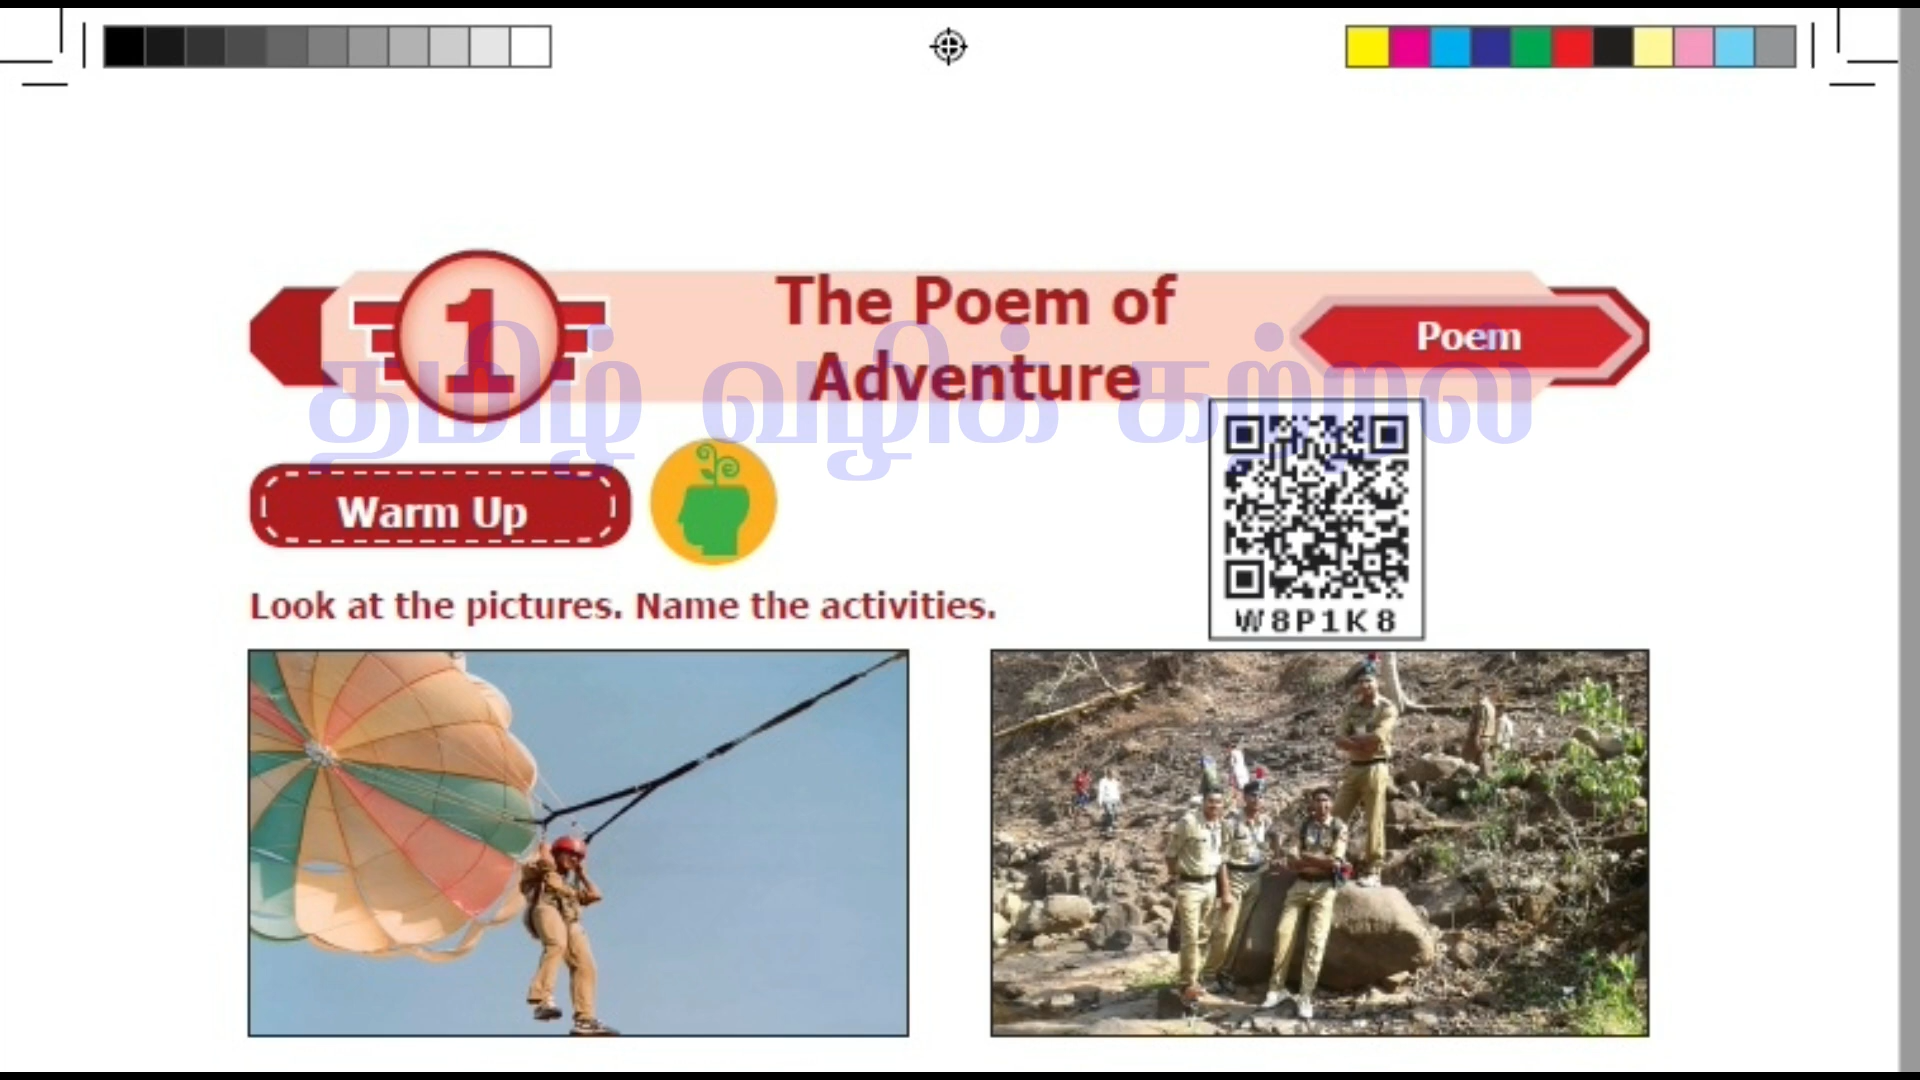 1
The Poem of
Adventure
Poem
தமிழ் வழிக் கற்றல்
Warm Up
W8P1K8
Look at the pictures. Name the activities.